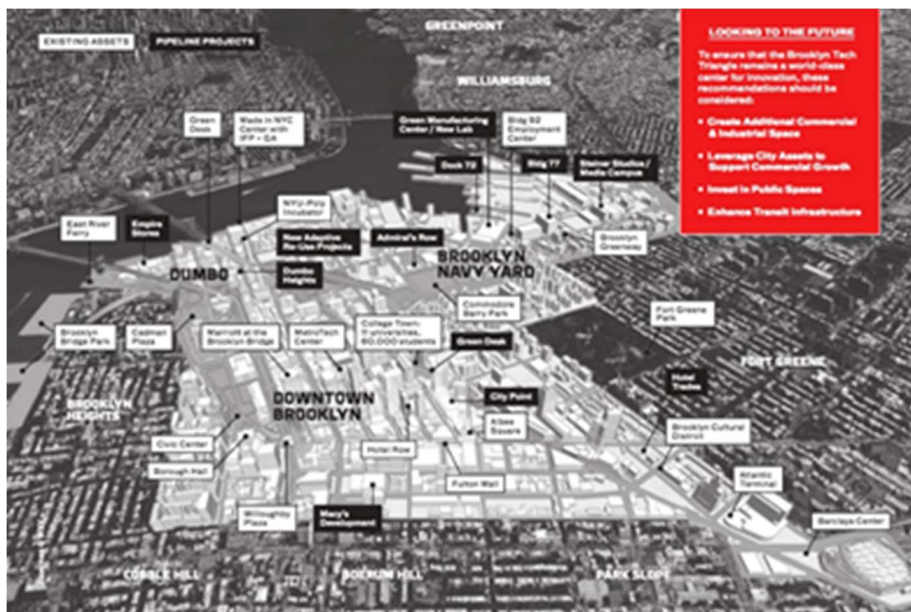 GREENPOINT
EXISTING ASSETS
PIPELINE PROJECTS
WILLIAMSBURG
LOOKING TO THE FUTURE
To ensure that the Brooklyn Tech
Triangle remains a world-class
center for innovation, these
recommendations should be
considered:
• Create Additional Commercial
& Industrial Space
• Leverage City Assets to
Support Commercial Growth
• Invest in Public Spaces
• Enhance Transit Infrastructure
Green
Desk
Made in NYC
Center with
IFP + GA
Green Manufacturing
Center / New Lab
Bldg 92
Employment
Center
Dock 72
Bldg 77
Steiner Studios /
Media Campus
East River
Ferry
Empire
Stores
NYU-Poly
Incubator
New Adaptive
Re-Use Projects
Admiral's Row
Brooklyn
Greenway
DUMBO
Dumbo
Heights
BROOKLYN
NAVY YARD
Commodore
Barry Park
Fort Greene
Park
Brooklyn
Bridge Park
Cadman
Plaza
Marriott at the
Brooklyn Bridge
MetroTech
Center
College Town:
11 universities,
60,000 students
Green Desk
FORT GREENE
Hotel
BROOKLYN
HEIGHTS
DOWNTOWN
BROOKLYN
City Point
Albee
Square
Brooklyn Cultural
District
Civic Center
Borough Hall
Hotel Row
Fulton Mall
Atlantic
Terminal
Willoughby
Plaza
Macy's
Development
Barclays Center
COBBLE HILL
BOERUM HILL
PARK SLOPE